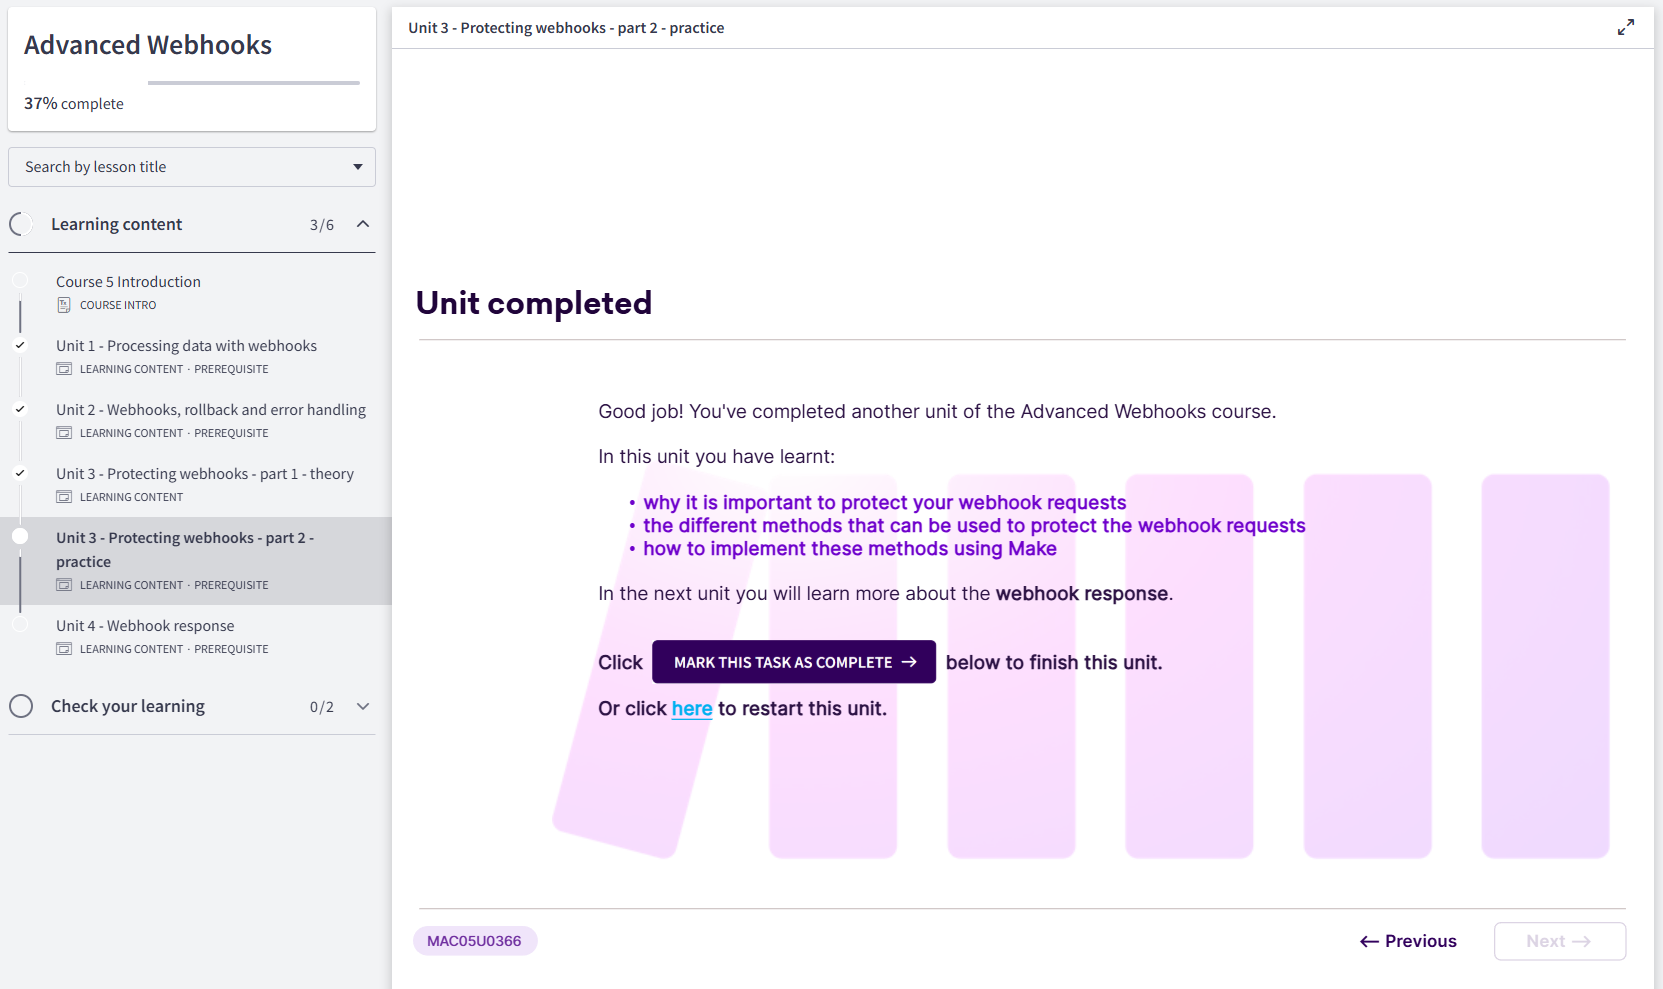 Advanced Webhooks
37% complete
Search by lesson title
Learning content 3/6
Course 5 Introduction
COURSE INTRO
Unit 1 - Processing data with webhooks
LEARNING CONTENT · PREREQUISITE
Unit 2 - Webhooks, rollback and error handling
LEARNING CONTENT · PREREQUISITE
Unit 3 - Protecting webhooks - part 1 - theory
LEARNING CONTENT
Unit 3 - Protecting webhooks - part 2 -
practice
LEARNING CONTENT · PREREQUISITE
Unit 4 - Webhook response
LEARNING CONTENT · PREREQUISITE
Check your learning 0/2
Unit 3 - Protecting webhooks - part 2 - practice
Unit completed
Good job! You've completed another unit of the Advanced Webhooks course.
In this unit you have learnt:
• why it is important to protect your webhook requests
• the different methods that can be used to protect the webhook requests
• how to implement these methods using Make
In the next unit you will learn more about the webhook response.
Click MARK THIS TASK AS COMPLETE → below to finish this unit.
Or click here to restart this unit.
MAC05U0366
← Previous
Next →